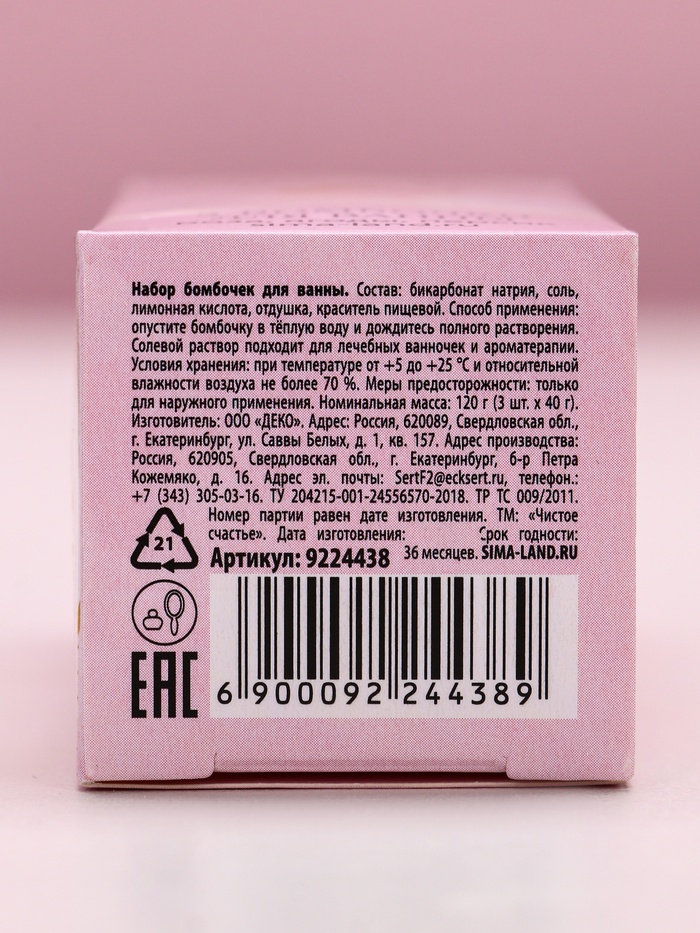 sima-land.ru
Набор бомбочек для ванны. Состав: бикарбонат натрия, соль,
лимонная кислота, отдушка, краситель пищевой. Способ применения:
опустите бомбочку в тёплую воду и дождитесь полного растворения.
Солевой раствор подходит для лечебных ванночек и ароматерапии.
Условия хранения: при температуре от +5 до +25 °С и относительной
влажности воздуха не более 70 %. Меры предосторожности: только
для наружного применения. Номинальная масса: 120 г (3 шт. х 40 г).
Изготовитель: ООО «ДЕКО». Адрес: Россия, 620089, Свердловская обл.,
г. Екатеринбург, ул. Саввы Белых, д. 1, кв. 157. Адрес производства:
Россия, 620905, Свердловская обл., г. Екатеринбург, б-р Петра
Кожемяко, д. 16. Адрес эл. почты: SertF2@ecksert.ru, телефон.:
+7 (343) 305-03-16. ТУ 204215-001-24556570-2018. ТР ТС 009/2011.
Номер партии равен дате изготовления. ТМ: «Чистое
счастье». Дата изготовления: Срок годности:
36 месяцев. SIMA-LAND.RU
Артикул: 9224438
21
EAC
6 900092 244389